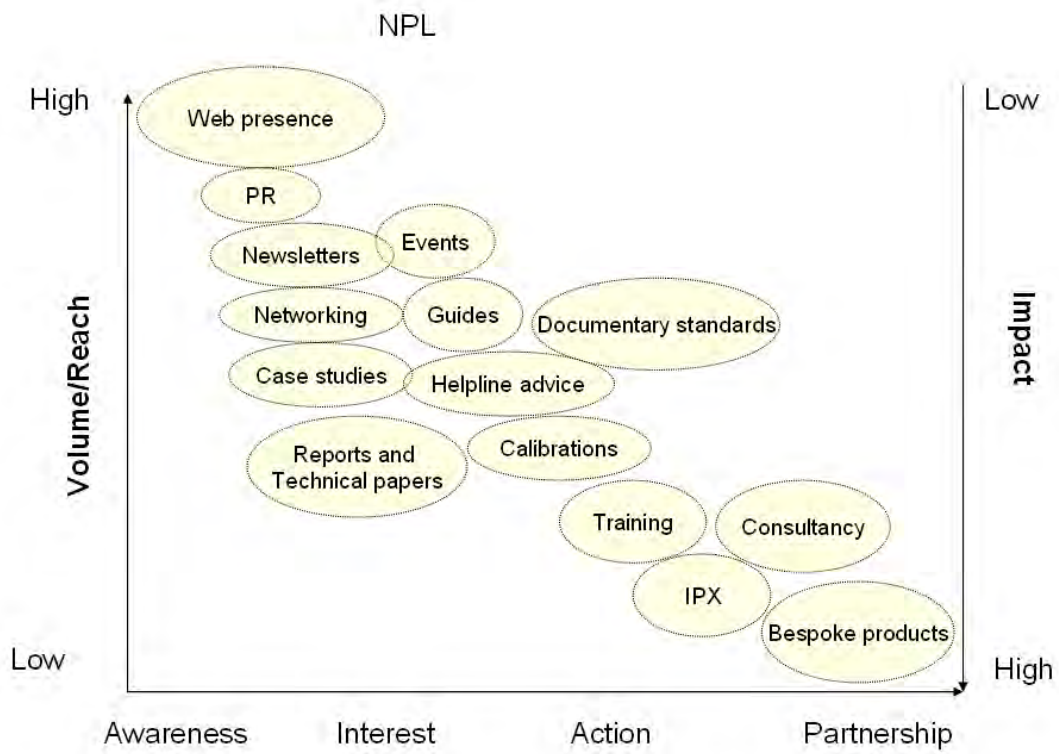 NPL
High
Low
Web presence
PR
Events
Newsletters
Networking
Guides
Documentary standards
Case studies
Helpline advice
Reports and
Technical papers
Calibrations
Training
Consultancy
IPX
Bespoke products
Volume/Reach
Impact
Low
High
Awareness
Interest
Action
Partnership